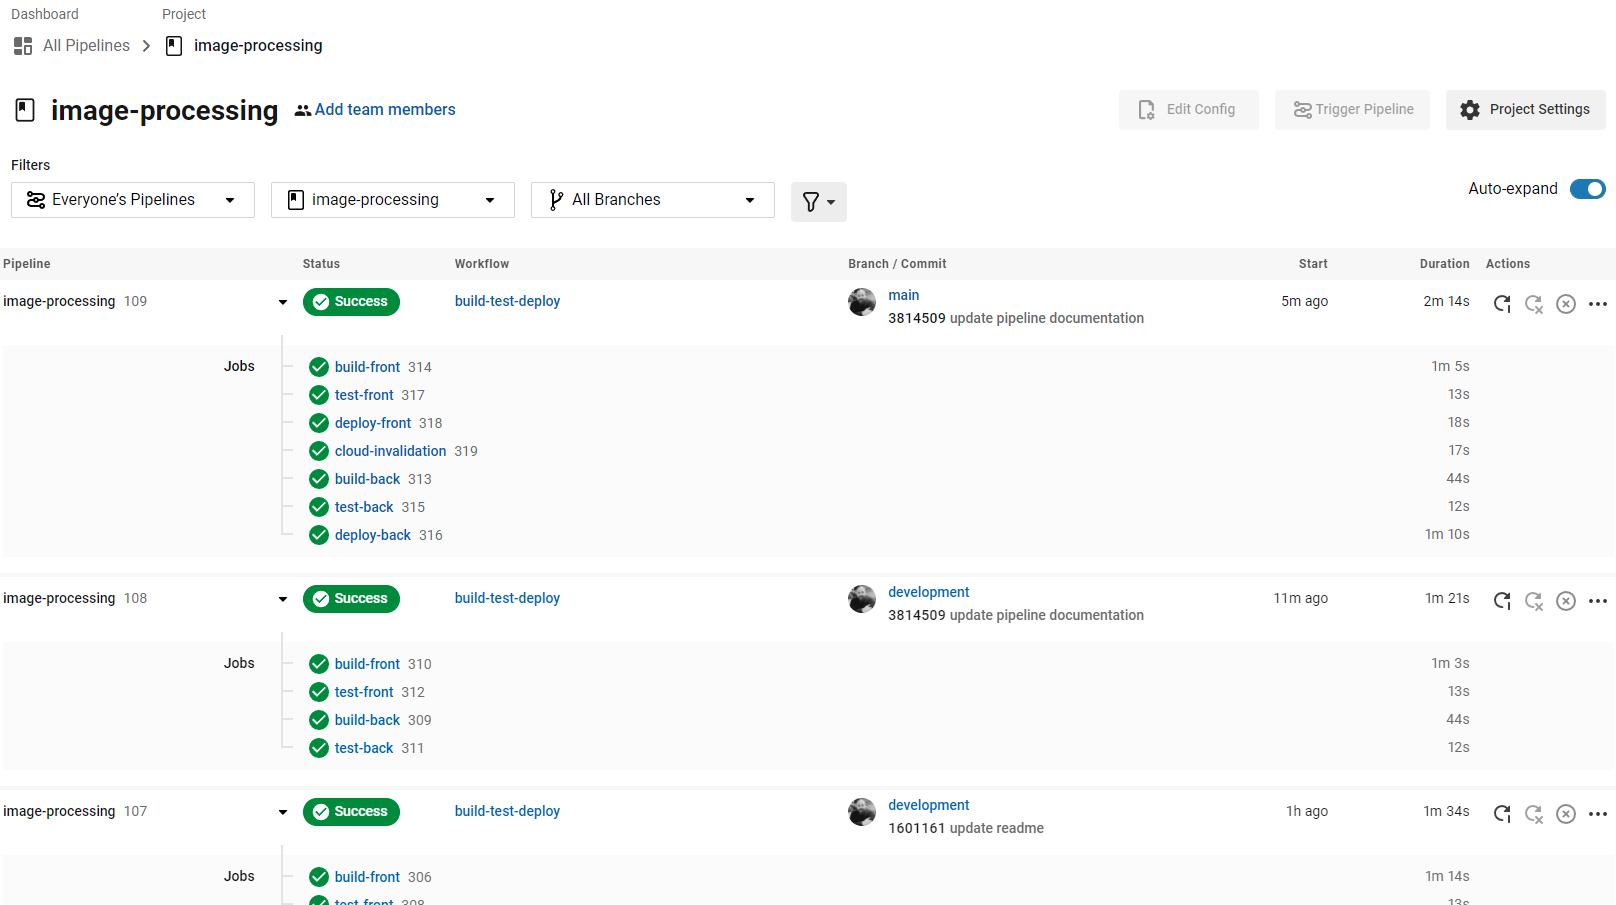 Dashboard Project
All Pipelines image-processing
image-processing Add team members Edit Config Trigger Pipeline Project Settings
Filters
Everyone's Pipelines image-processing All Branches Auto-expand
Pipeline Status Workflow Branch / Commit Start Duration Actions
image-processing 109 Success build-test-deploy main 5m ago 2m 14s
3814509 update pipeline documentation
Jobs build-front 314 1m 5s
test-front 317 13s
deploy-front 318 18s
cloud-invalidation 319 17s
build-back 313 44s
test-back 315 12s
deploy-back 316 1m 10s
image-processing 108 Success build-test-deploy development 11m ago 1m 21s
3814509 update pipeline documentation
Jobs build-front 310 1m 3s
test-front 312 13s
build-back 309 44s
test-back 311 12s
image-processing 107 Success build-test-deploy development 1h ago 1m 34s
1601161 update readme
Jobs build-front 306 1m 14s
test-front 308 13s